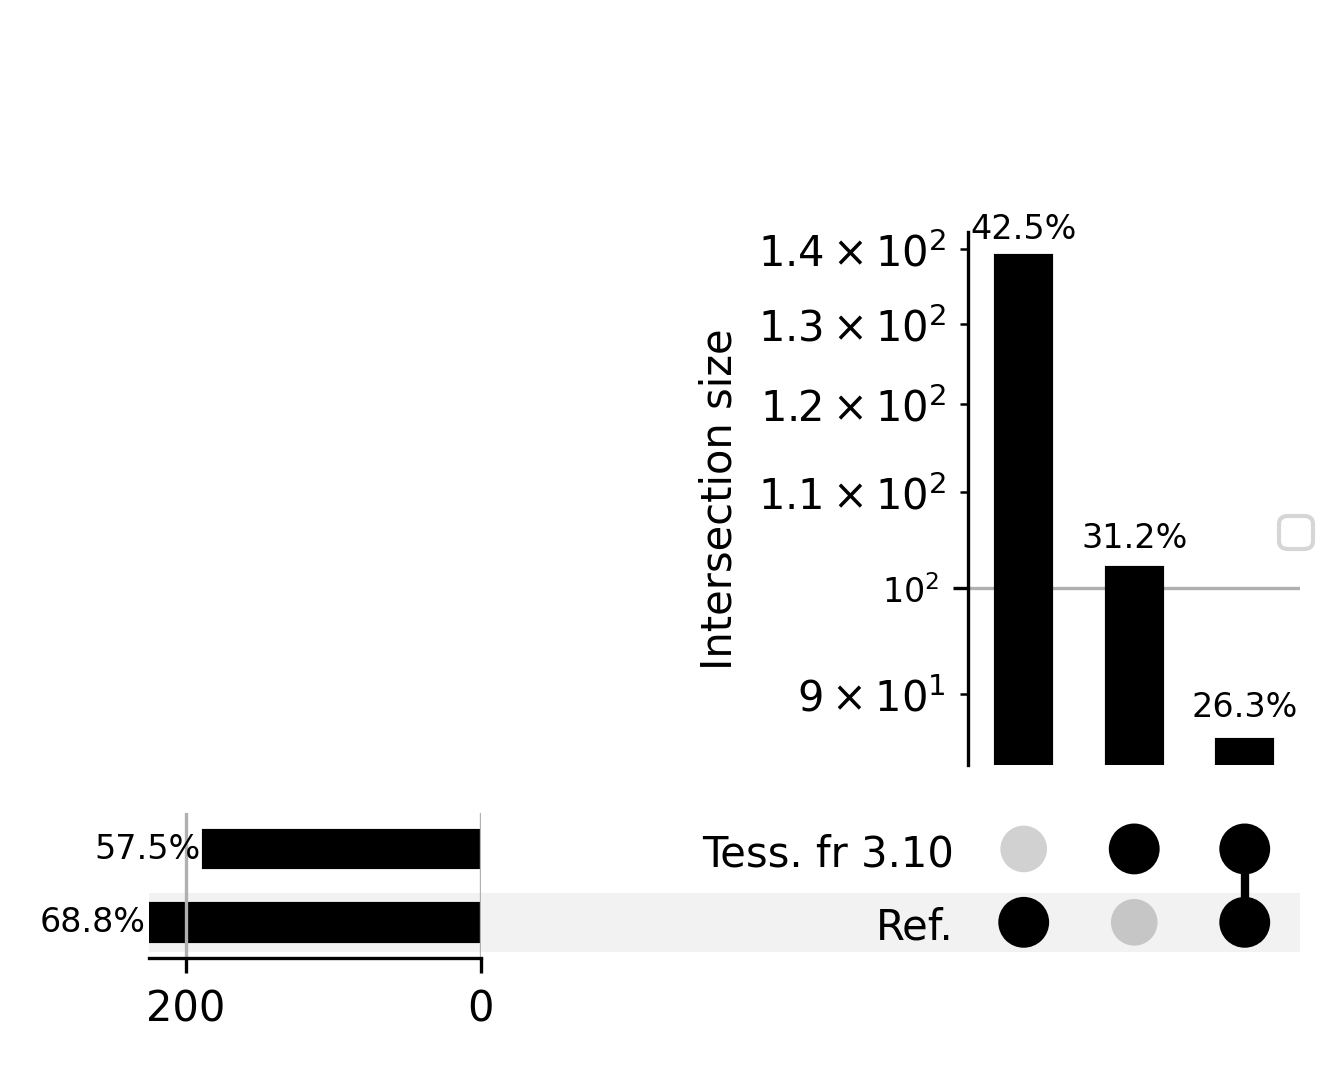 42.5%
1.4 × 10²
1.3 × 10²
1.2 × 10²
1.1 × 10²
31.2%
10²
9 × 10¹
26.3%
Intersection size
57.5%
Tess. fr 3.10
68.8%
Ref.
200 0